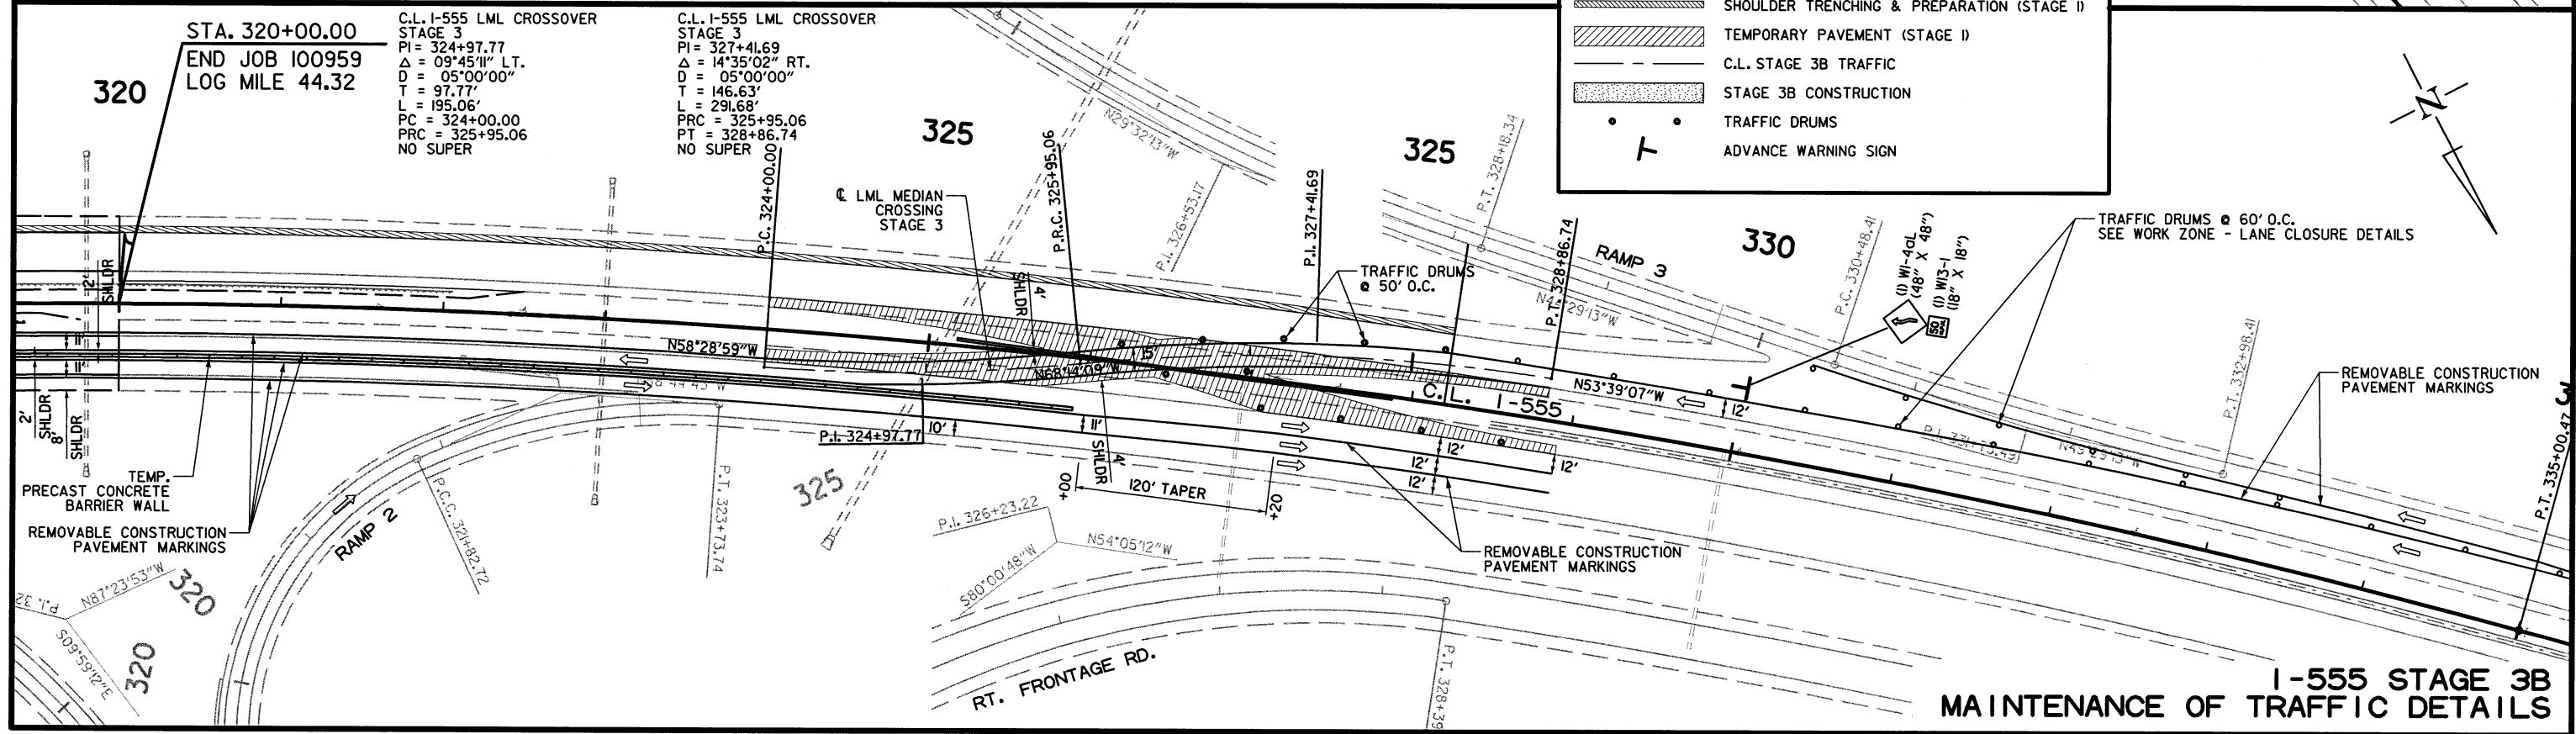 STA. 320+00.00
END JOB 100959
LOG MILE 44.32
320
C.L. I-555 LML CROSSOVER
STAGE 3
PI = 324+97.77
Δ = 09°45'11" LT.
D = 05°00'00"
T = 97.77'
L = 195.06'
PC = 324+00.00
PRC = 325+95.06
NO SUPER
C.L. I-555 LML CROSSOVER
STAGE 3
PI = 327+41.69
Δ = 14°35'02" RT.
D = 05°00'00"
T = 146.63'
L = 291.68'
PRC = 325+95.06
PT = 328+86.74
NO SUPER
SHOULDER TRENCHING & PREPARATION (STAGE 1)
TEMPORARY PAVEMENT (STAGE 1)
C.L. STAGE 3B TRAFFIC
STAGE 3B CONSTRUCTION
TRAFFIC DRUMS
ADVANCE WARNING SIGN
N
325
325
330
N29°32'13"W
P.C. 324+00.00
P.R.C. 325+95.06
P.I. 326+53.17
P.I. 327+41.69
P.T. 328+18.34
P.T. 328+86.74
RAMP 3
P.C. 330+48.41
(1) W1-4aL
(48" X 48")
(1) W13-1
(18" X 18")
50
TRAFFIC DRUMS @ 60' O.C.
SEE WORK ZONE - LANE CLOSURE DETAILS
℄ LML MEDIAN
CROSSING
STAGE 3
TRAFFIC DRUMS
@ 50' O.C.
SHLDR
4'
SHLDR
N58°28'59"W
N68°14'09"W
15'
C.L. I-555
N53°39'07"W
12'
P.T. 332+98.41
REMOVABLE CONSTRUCTION
PAVEMENT MARKINGS
P.T. 335+00.47
11'
11'
2'
SHLDR
8'
SHLDR
P.I. 324+97.77
10'
11'
4'
SHLDR
12'
12'
12'
12'
+00
120' TAPER
+20
TEMP.
PRECAST CONCRETE
BARRIER WALL
REMOVABLE CONSTRUCTION
PAVEMENT MARKINGS
RAMP 2
P.C.C. 321+82.72
P.T. 323+73.74
325
P.I. 326+23.22
N54°05'12"W
S80°00'48"W
REMOVABLE CONSTRUCTION
PAVEMENT MARKINGS
P.I. 32
N87°23'53"W
320
S09°59'12"E
320
RT. FRONTAGE RD.
P.T. 328+39
I-555 STAGE 3B
MAINTENANCE OF TRAFFIC DETAILS